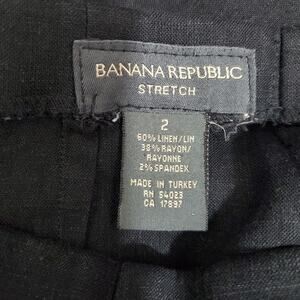 BANANA REPUBLIC
STRETCH
2
60% LINEN/LIN
38% RAYON/
RAYONNE
2% SPANDEX
MADE IN TURKEY
RN 54023
CA 17897